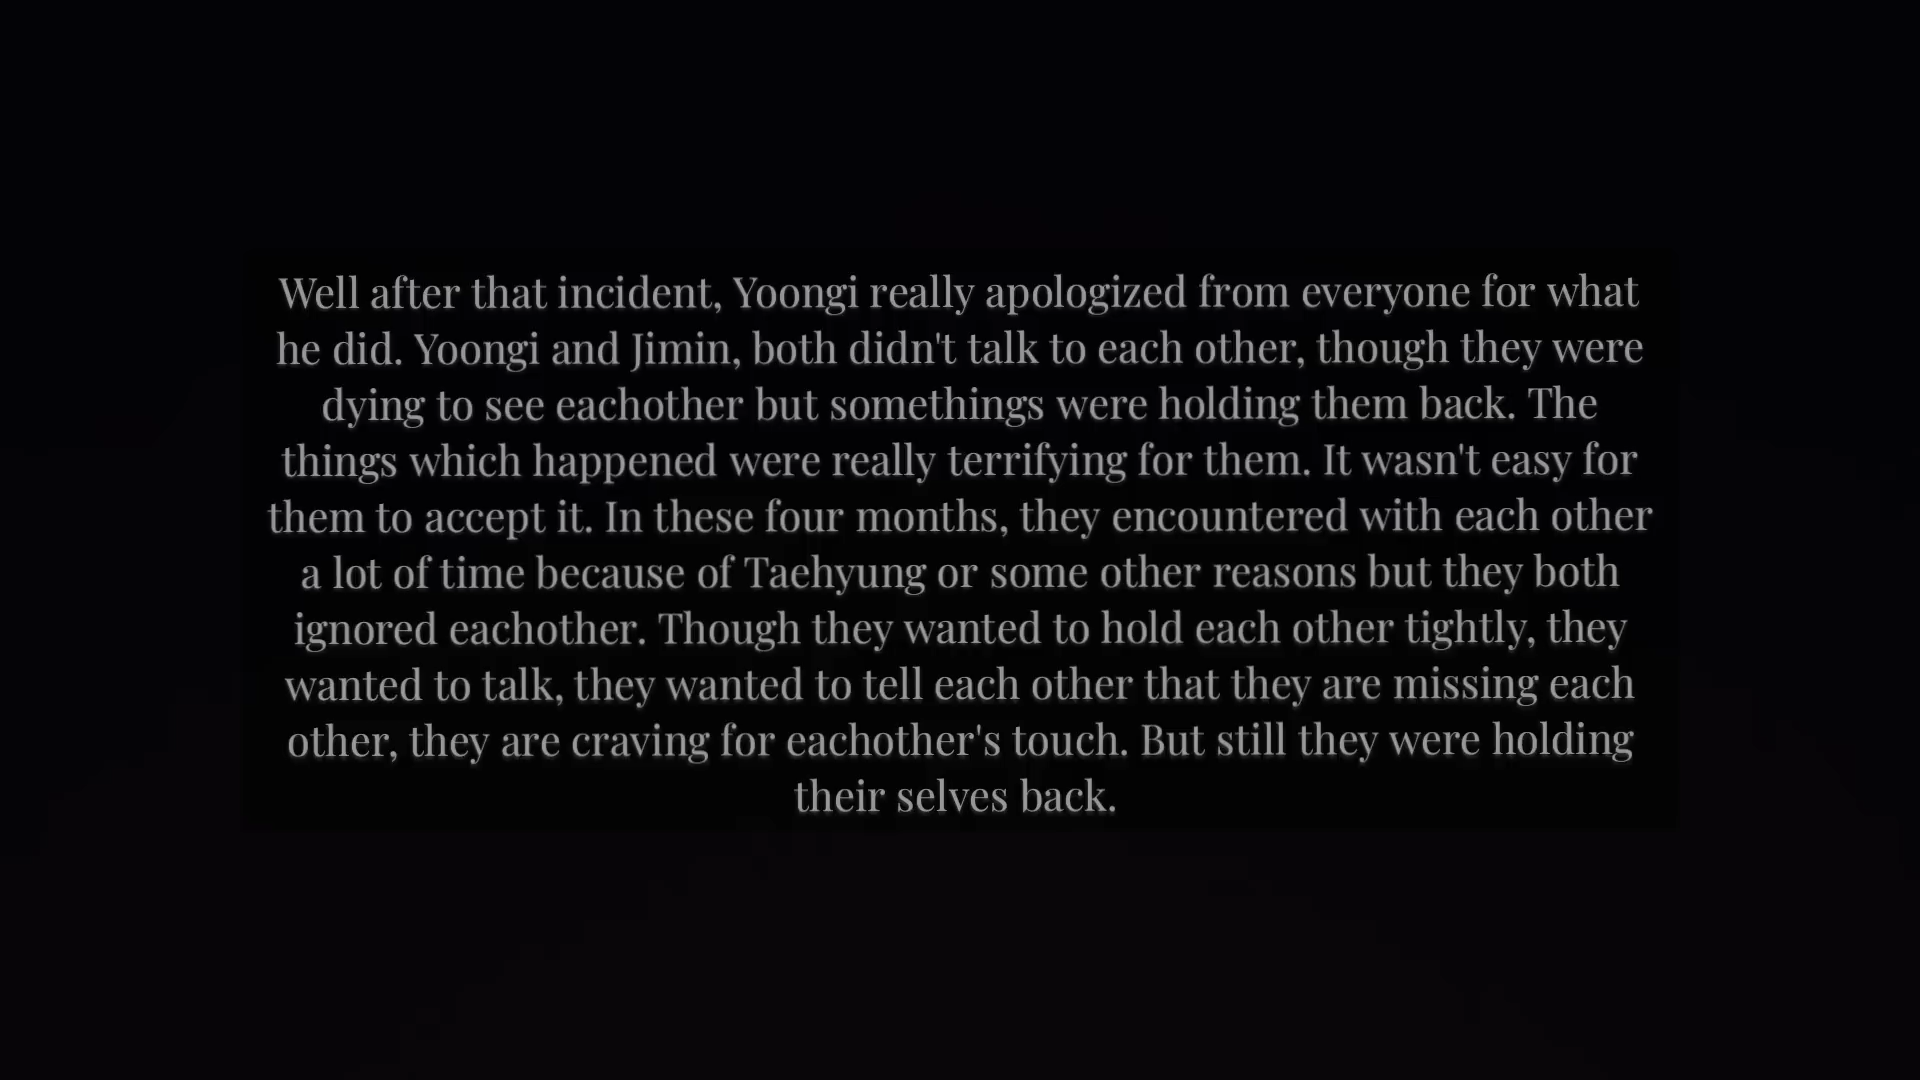 Well after that incident, Yoongi really apologized from everyone for what
he did. Yoongi and Jimin, both didn't talk to each other, though they were
dying to see eachother but somethings were holding them back. The
things which happened were really terrifying for them. It wasn't easy for
them to accept it. In these four months, they encountered with each other
a lot of time because of Taehyung or some other reasons but they both
ignored eachother. Though they wanted to hold each other tightly, they
wanted to talk, they wanted to tell each other that they are missing each
other, they are craving for eachother's touch. But still they were holding
their selves back.